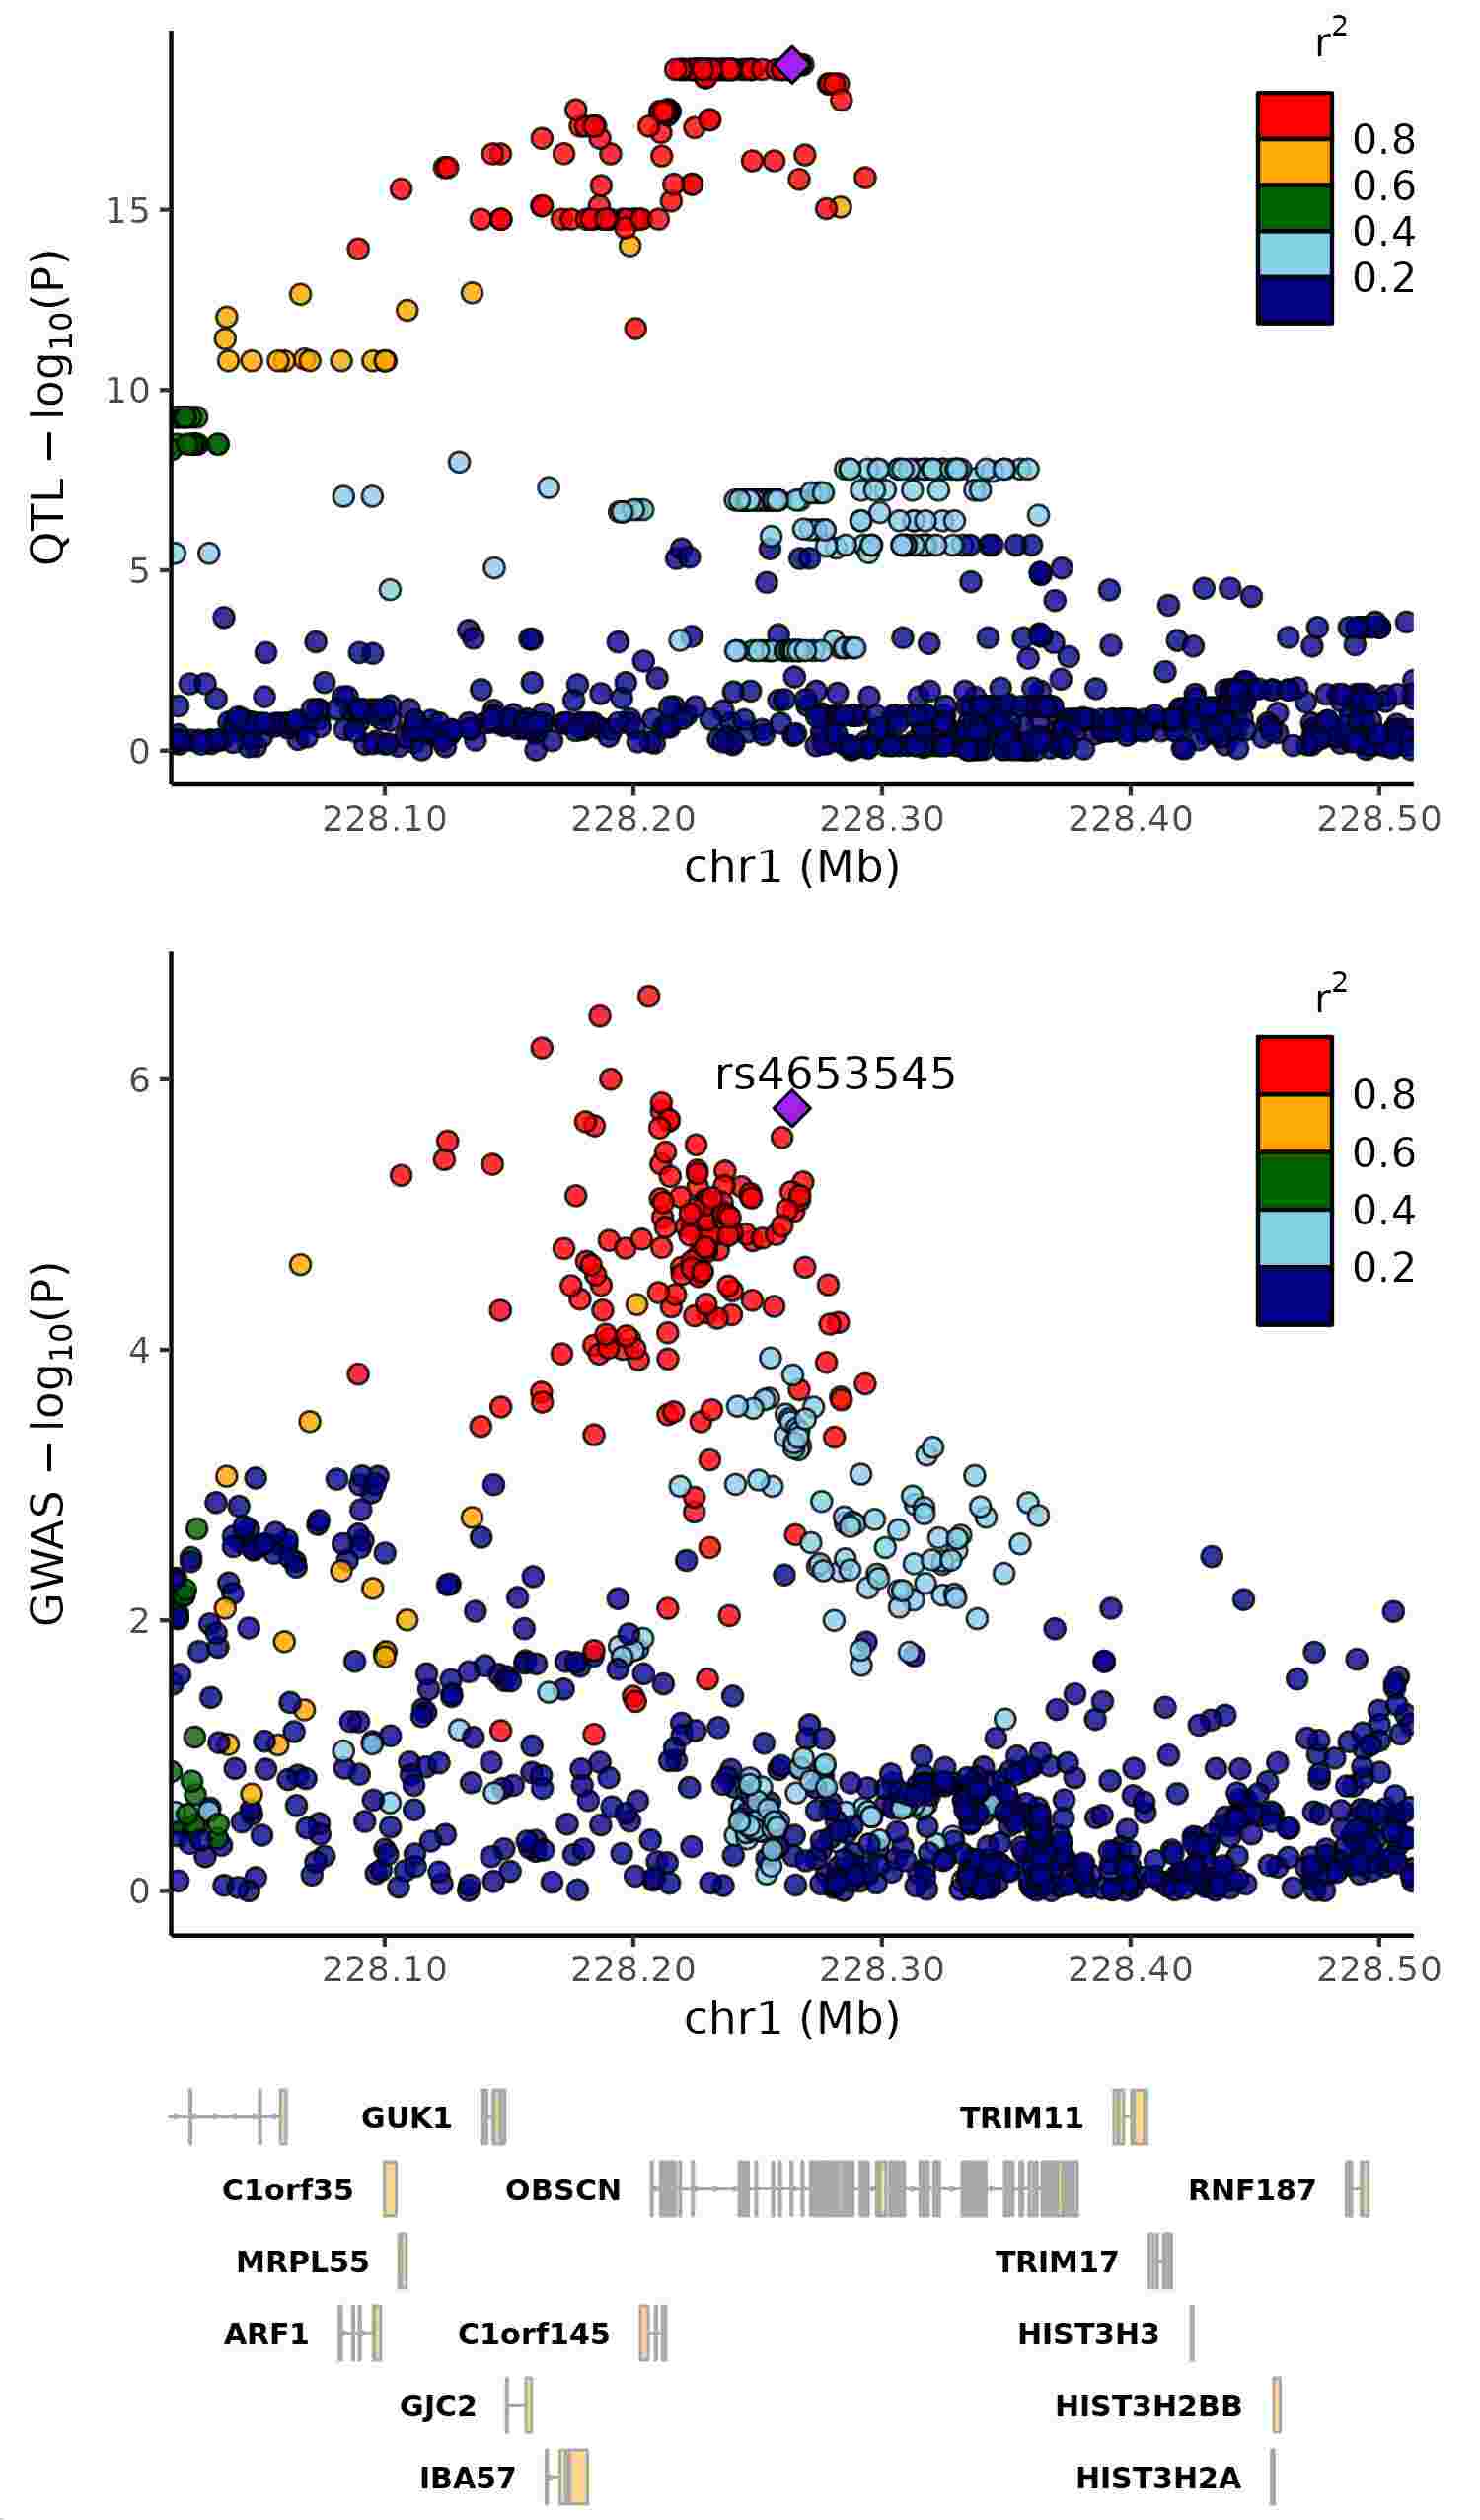 r2
0.8
0.6
0.4
0.2
QTL − log10(P)
15
10
5
0
228.10 228.20 228.30 228.40 228.50
chr1 (Mb)
r2
0.8
0.6
0.4
0.2
rs4653545
GWAS − log10(P)
6
4
2
0
228.10 228.20 228.30 228.40 228.50
chr1 (Mb)
GUK1 TRIM11
C1orf35 OBSCN RNF187
MRPL55 TRIM17
ARF1 C1orf145 HIST3H3
GJC2 HIST3H2BB
IBA57 HIST3H2A